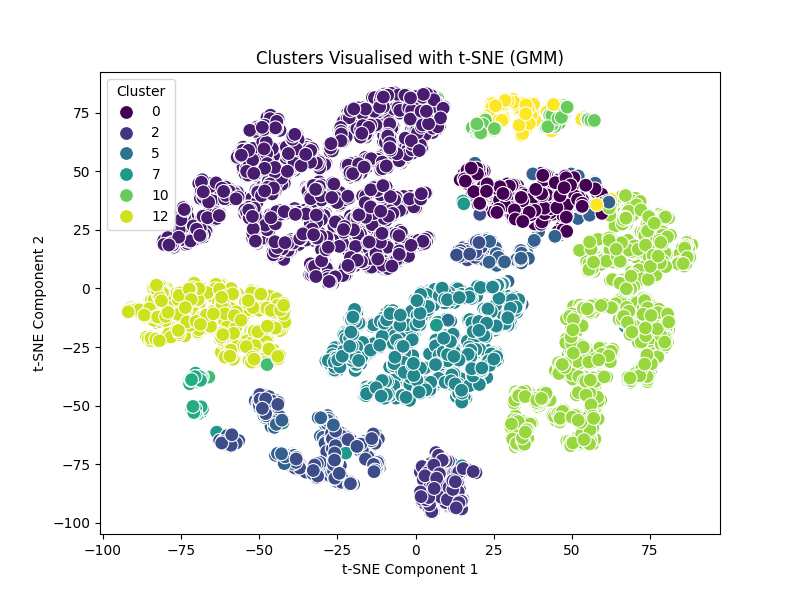 Clusters Visualised with t-SNE (GMM)
Cluster
0
2
5
7
10
12
75
50
25
0
−25
−50
−75
−100
t-SNE Component 2
−100 −75 −50 −25 0 25 50 75
t-SNE Component 1